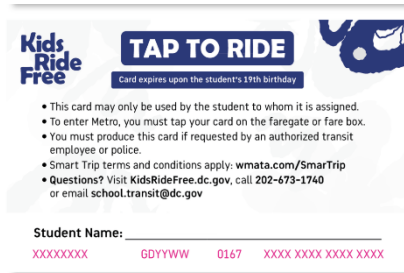 Kids
Ride
Free
TAP TO RIDE
Card expires upon the student's 19th birthday
• This card may only be used by the student to whom it is assigned.
• To enter Metro, you must tap your card on the faregate or fare box.
• You must produce this card if requested by an authorized transit
employee or police.
• Smart Trip terms and conditions apply: wmata.com/SmarTrip
• Questions? Visit KidsRideFree.dc.gov, call 202-673-1740
or email school.transit@dc.gov
Student Name:
XXXXXXXX GDYYWW 0167 XXXX XXXX XXXX XXXX